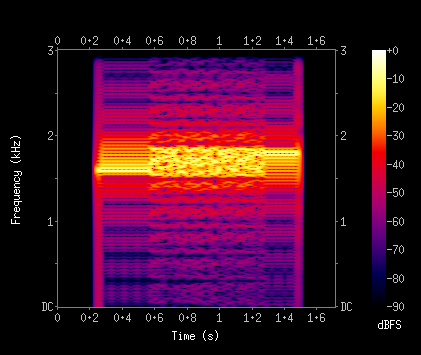 0 0·2 0·4 0·6 0·8 1 1·2 1·4 1·6
3 3 +0
-10
-20
2 2 -30
-40
Frequency (kHz)
-50
1 1 -60
-70
-80
DC DC -90
0 0·2 0·4 0·6 0·8 1 1·2 1·4 1·6
dBFS
Time (s)